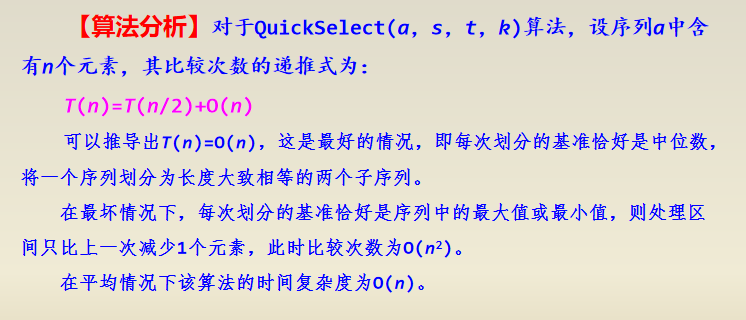 【算法分析】对于QuickSelect(a，s，t，k)算法，设序列a中含
有n个元素，其比较次数的递推式为：
T(n)=T(n/2)+O(n)
可以推导出T(n)=O(n)，这是最好的情况，即每次划分的基准恰好是中位数，
将一个序列划分为长度大致相等的两个子序列。
在最坏情况下，每次划分的基准恰好是序列中的最大值或最小值，则处理区
间只比上一次减少1个元素，此时比较次数为O(n²)。
在平均情况下该算法的时间复杂度为O(n)。